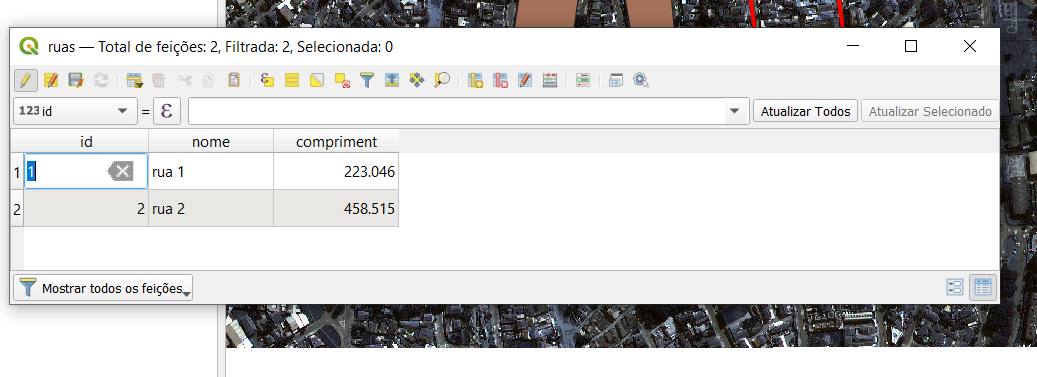 ruas — Total de feições: 2, Filtrada: 2, Selecionada: 0
123 id = ε Atualizar Todos Atualizar Selecionado
id nome compriment
1 1 rua 1 223.046
2 2 rua 2 458.515
Mostrar todos os feições